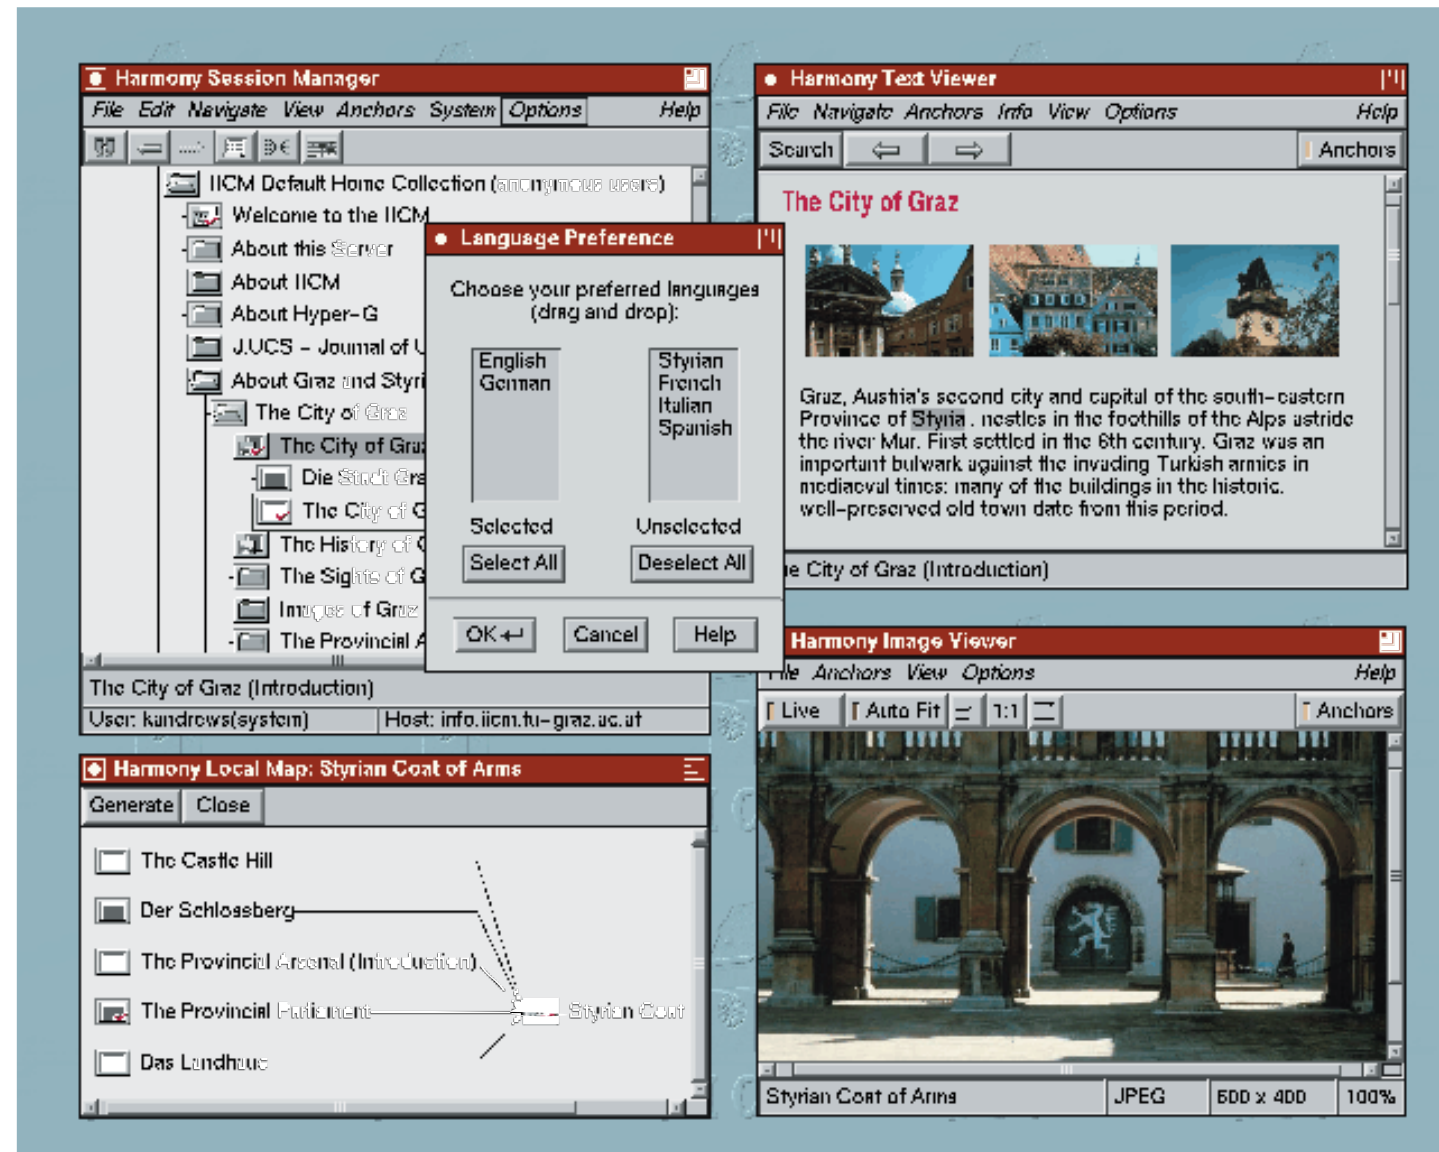 Harmony Session Manager
File Edit Navigate View Anchors System Options Help
IICM Default Home Collection (anonymous users)
Welcome to the IICM
About this Server
About IICM
About Hyper-G
J.UCS - Journal of U
About Graz and Styri
The City of Graz
The City of Graz
Die Stadt Gra
The City of G
The History of G
The Sights of G
Images of Graz
The Provincial A
The City of Graz (Introduction)
User: kandrews(system) Host: info.iicm.tu-graz.ac.at
Language Preference
Choose your preferred languages
(drag and drop):
English
German
Styrian
French
Italian
Spanish
Selected Unselected
Select All Deselect All
OK Cancel Help
Harmony Text Viewer
File Navigate Anchors Info View Options Help
Search Anchors
The City of Graz
Graz, Austria's second city and capital of the south-eastern
Province of Styria, nestles in the foothills of the Alps astride
the river Mur. First settled in the 6th century, Graz was an
important bulwark against the invading Turkish armies in
mediaeval times: many of the buildings in the historic,
well-preserved old town date from this period.
e City of Graz (Introduction)
Harmony Local Map: Styrian Coat of Arms
Generate Close
The Castle Hill
Der Schlossberg
The Provincial Arsenal (Introduction)
The Provincial Parliament
Styrian Coat
Das Landhaus
Harmony Image Viewer
File Anchors View Options Help
Live Auto Fit 1:1 Anchors
Styrian Coat of Arms JPEG 600 x 400 100%